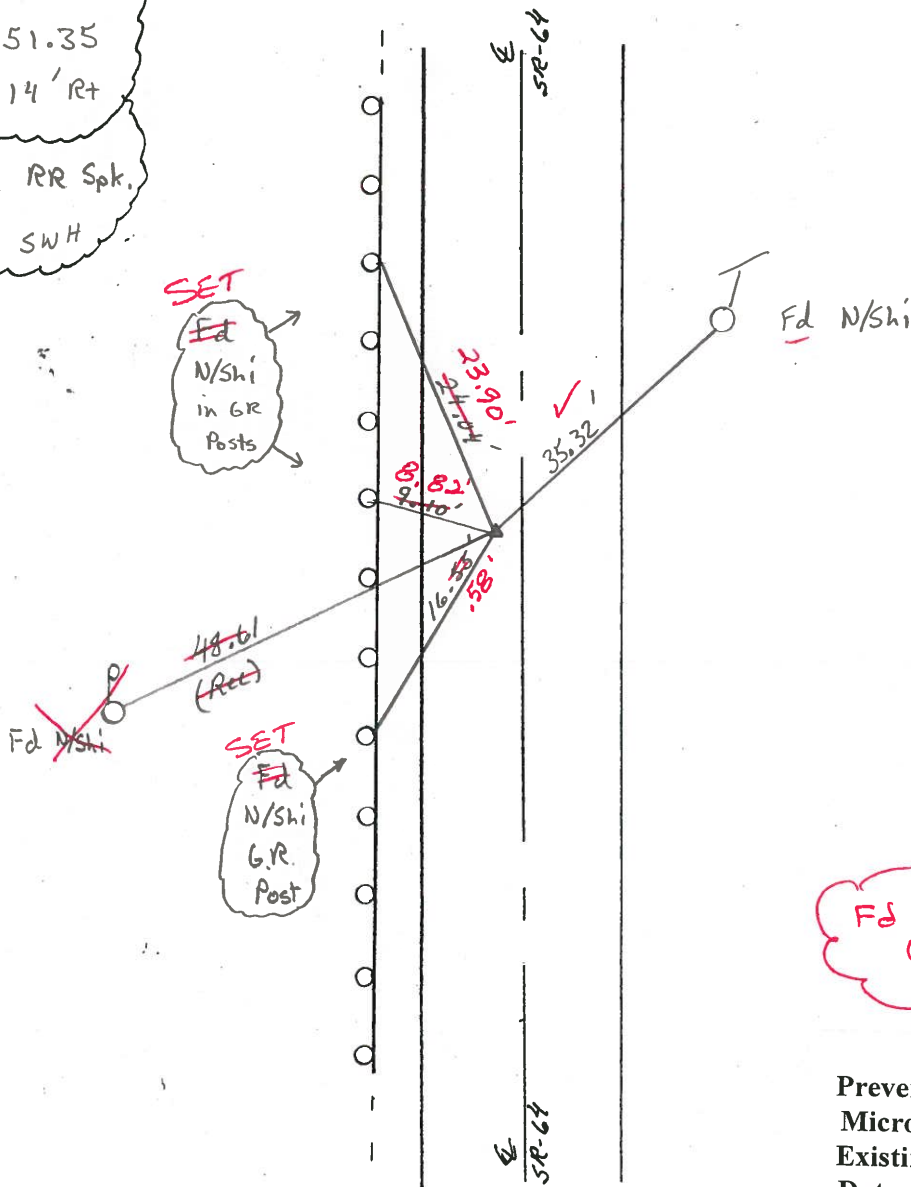 51.35
14' Rt
RR Spk.
SWH
℄
SR-64
SET
Fd
N/Shi
in GR
Posts
Fd N/Shi
23.90'
24.04'
✓
35.32'
8.82'
9.10'
16.
.58'
48.61
(Rec)
Fd N/Shi
SET
Fd
N/Shi
G.R.
Post
Fd
℄
SR-64
Preve
Micro
Existi